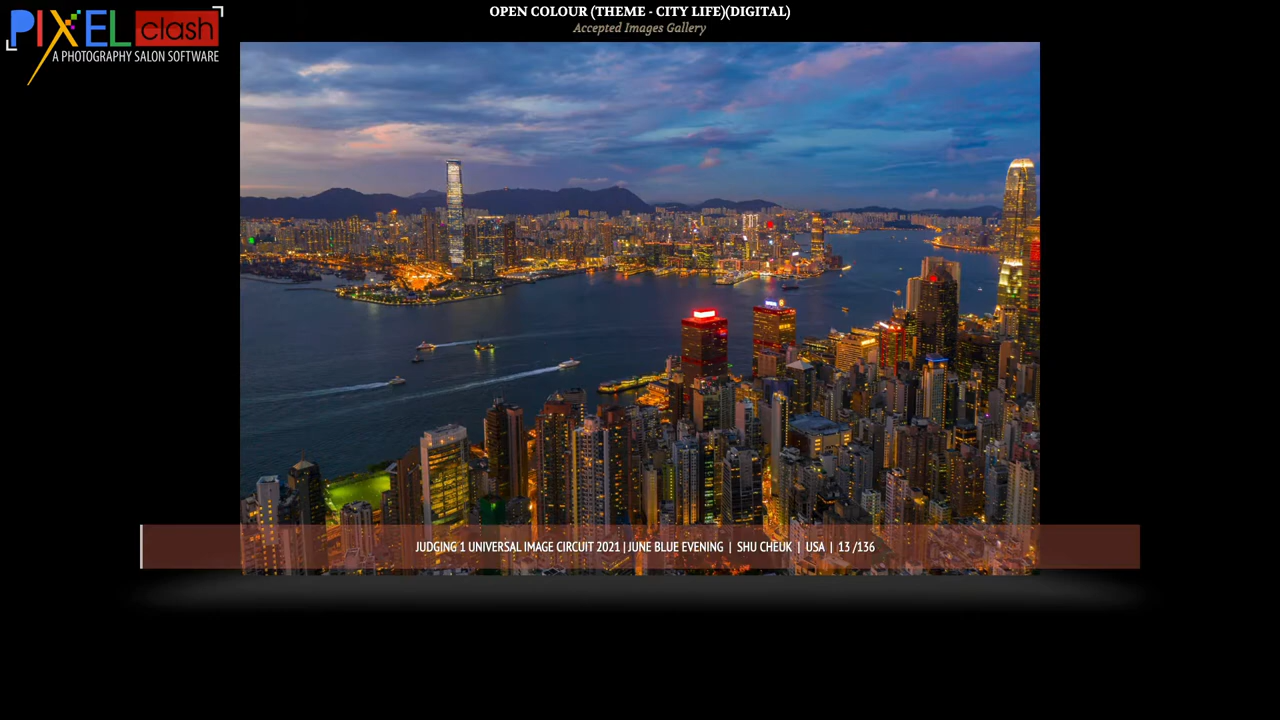 OPEN COLOUR (THEME - CITY LIFE)(DIGITAL)
Accepted Images Gallery
PIXEL clash
A PHOTOGRAPHY SALON SOFTWARE
JUDGING 1 UNIVERSAL IMAGE CIRCUIT 2021 | JUNE BLUE EVENING | SHU CHEUK | USA | 13 /136